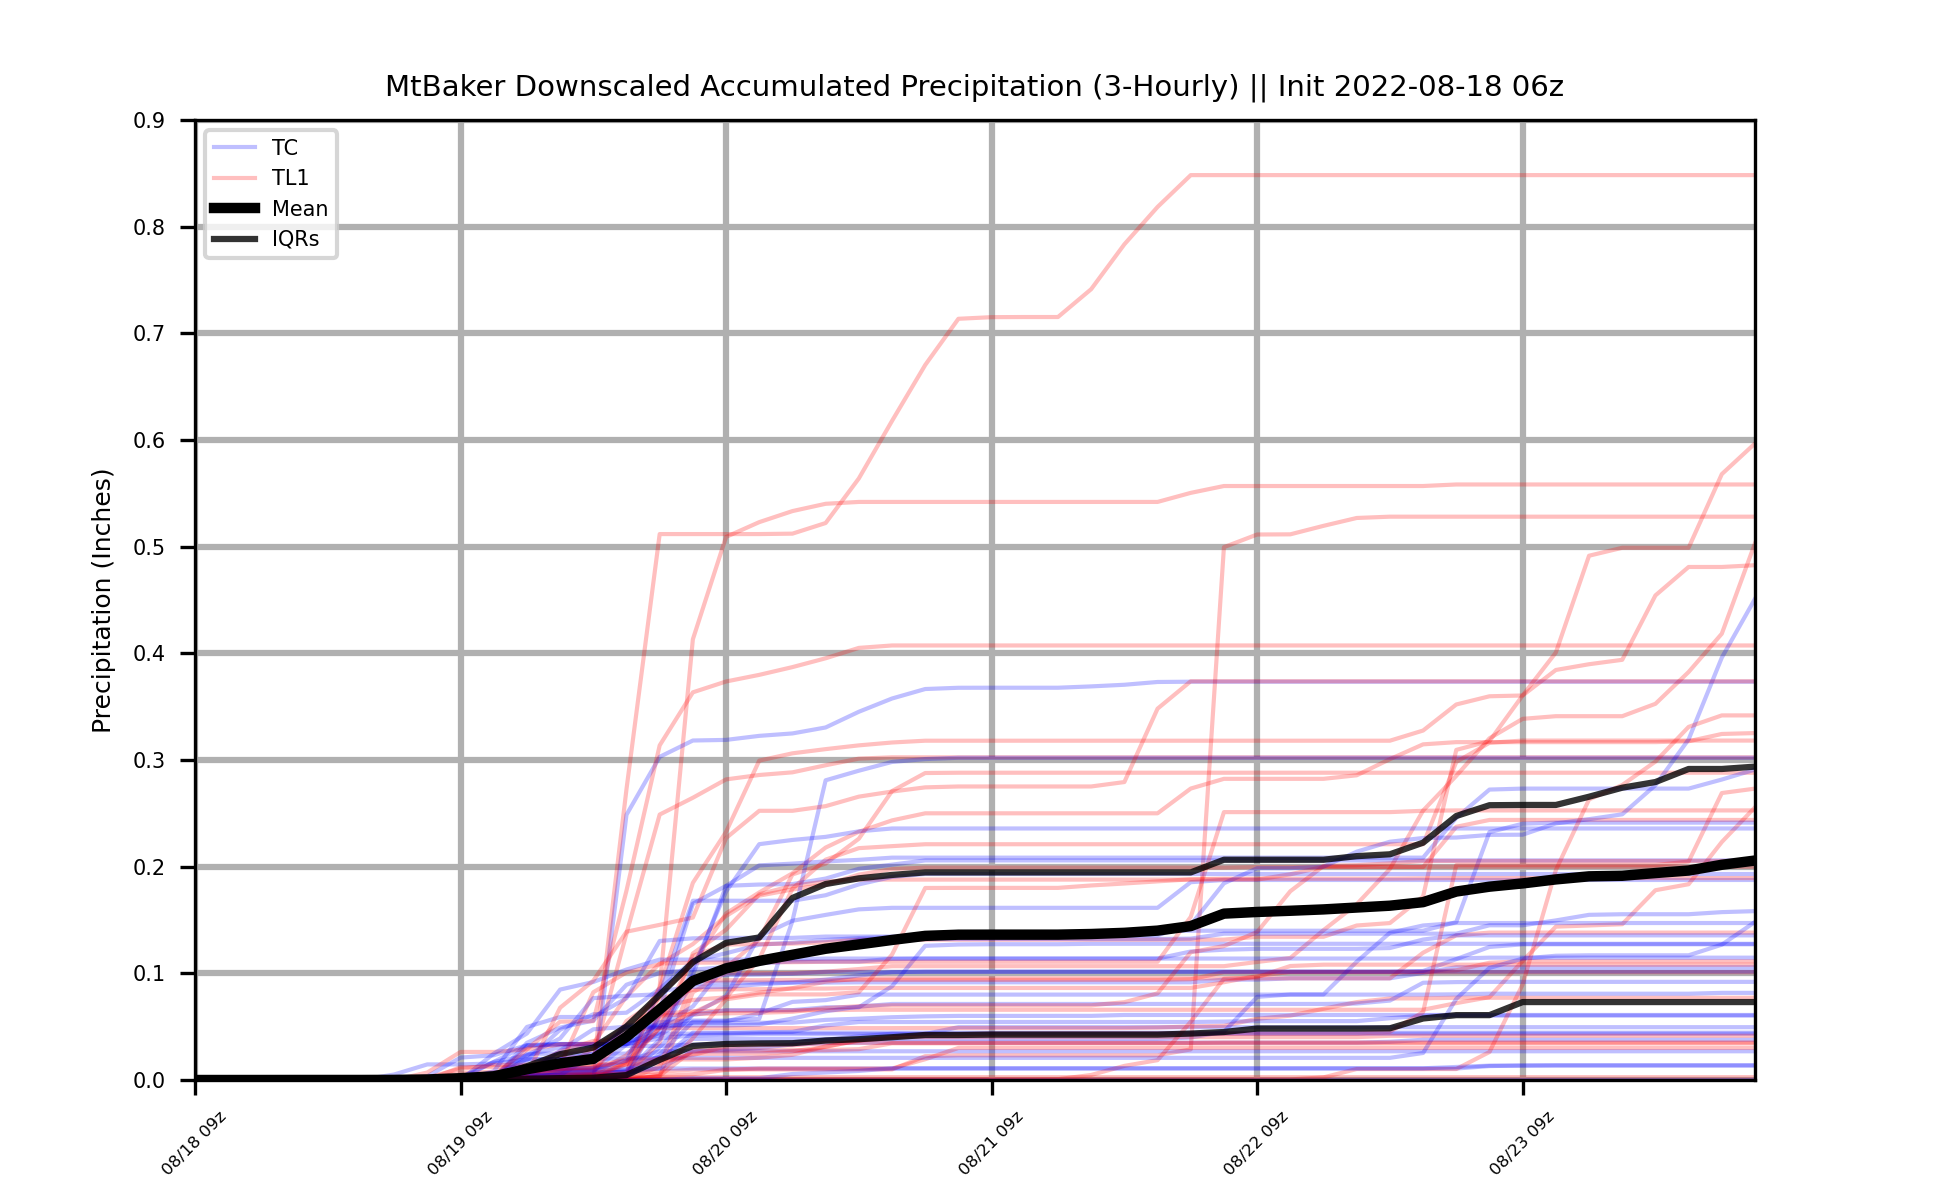 MtBaker Downscaled Accumulated Precipitation (3-Hourly) || Init 2022-08-18 06z
TC
TL1
Mean
IQRs
Precipitation (Inches)
0.9
0.8
0.7
0.6
0.5
0.4
0.3
0.2
0.1
0.0
08/18 09z
08/19 09z
08/20 09z
08/21 09z
08/22 09z
08/23 09z